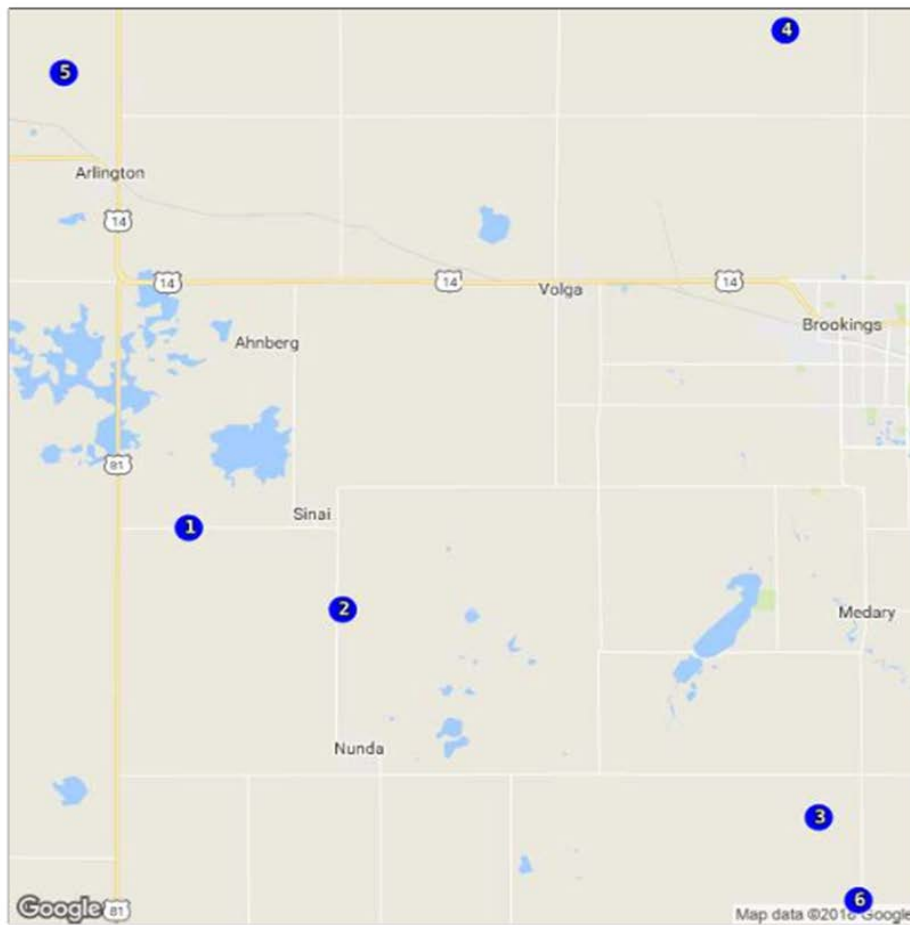 4
5
Arlington
14
14
14
14
Volga
Brookings
Ahnberg
81
Sinai
1
2
Medary
Nunda
3
6
Google
81
Map data ©2016 Google